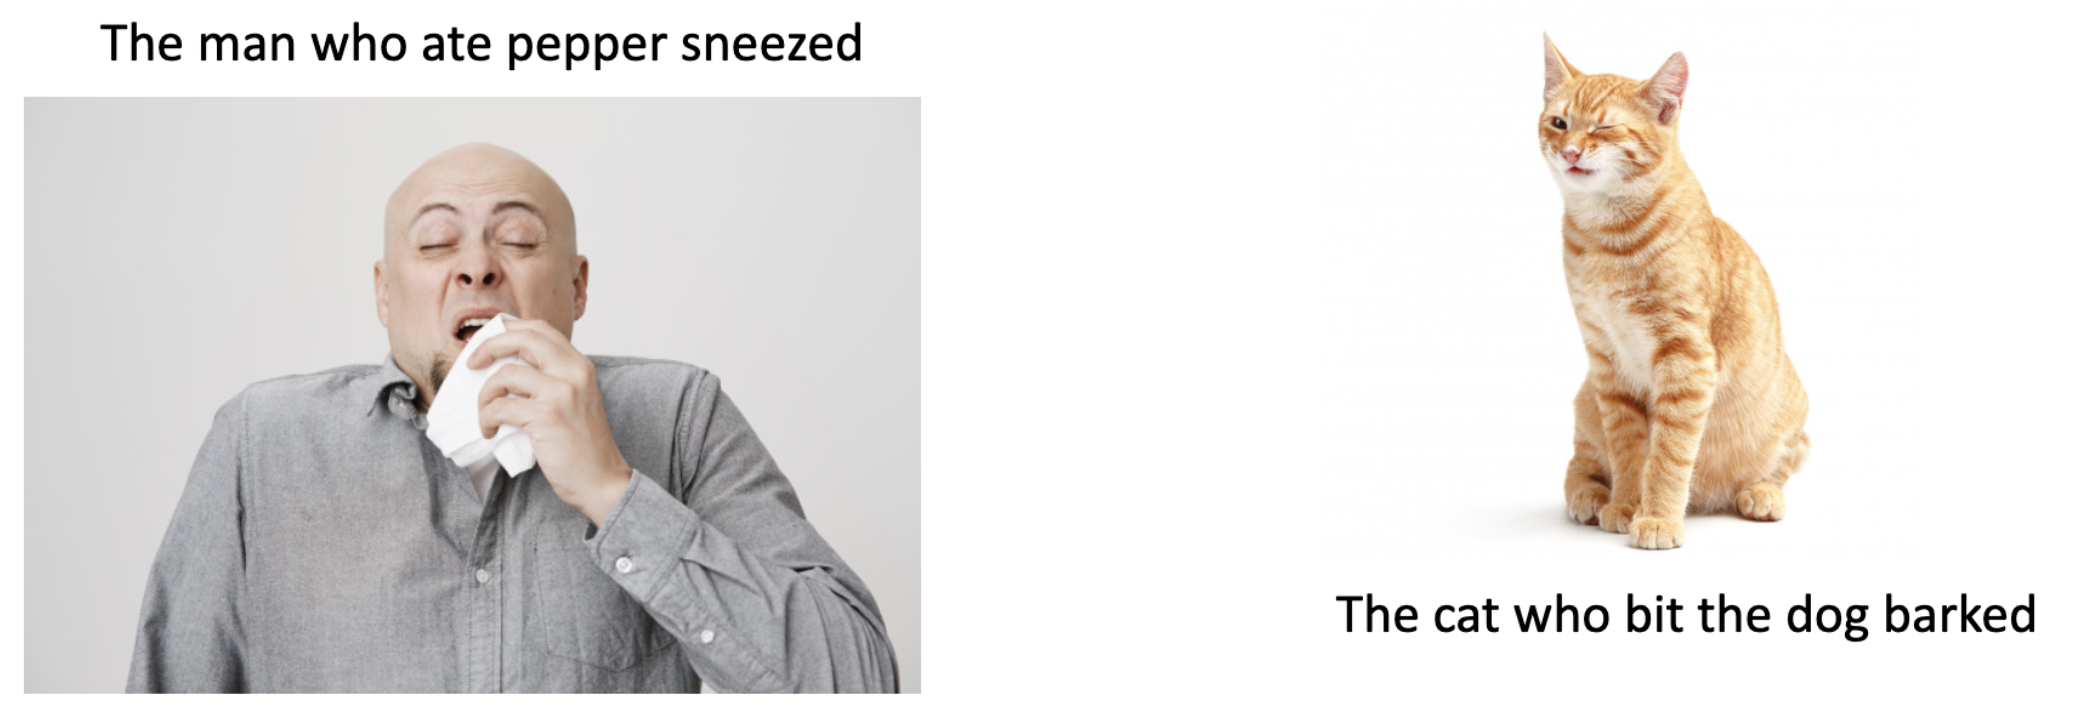 The man who ate pepper sneezed
The cat who bit the dog barked